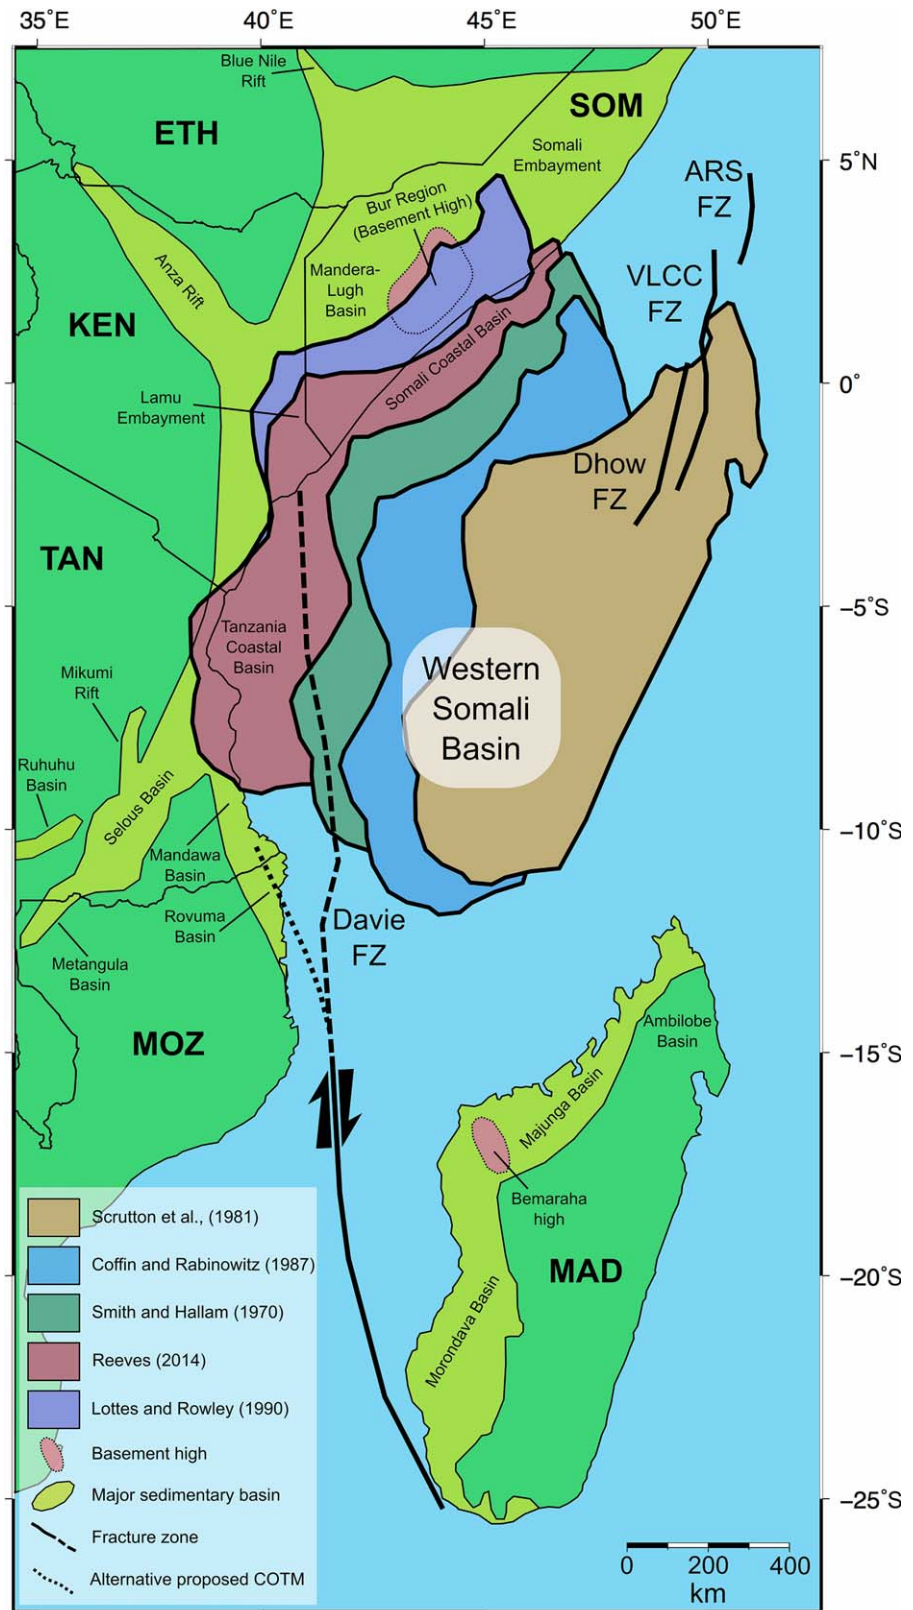 35°E
40°E
45°E
50°E
Blue Nile
Rift
SOM
ETH
Somali
Embayment
5°N
ARS
FZ
Bur Region
(Basement High)
Anza Rift
Mandera-
Lugh
Basin
VLCC
FZ
KEN
Somali Coastal Basin
0°
Lamu
Embayment
Dhow
FZ
TAN
−5°S
Tanzania
Coastal
Basin
Western
Somali
Basin
Mikumi
Rift
Ruhuhu
Basin
Selous Basin
−10°S
Mandawa
Basin
Rovuma
Basin
Davie
FZ
Metangula
Basin
MOZ
Ambilobe
Basin
−15°S
Majunga Basin
Bemaraha
high
MAD
Morondava Basin
−20°S
Scrutton et al., (1981)
Coffin and Rabinowitz (1987)
Smith and Hallam (1970)
Reeves (2014)
Lottes and Rowley (1990)
Basement high
Major sedimentary basin
Fracture zone
Alternative proposed COTM
−25°S
0 200 400
km